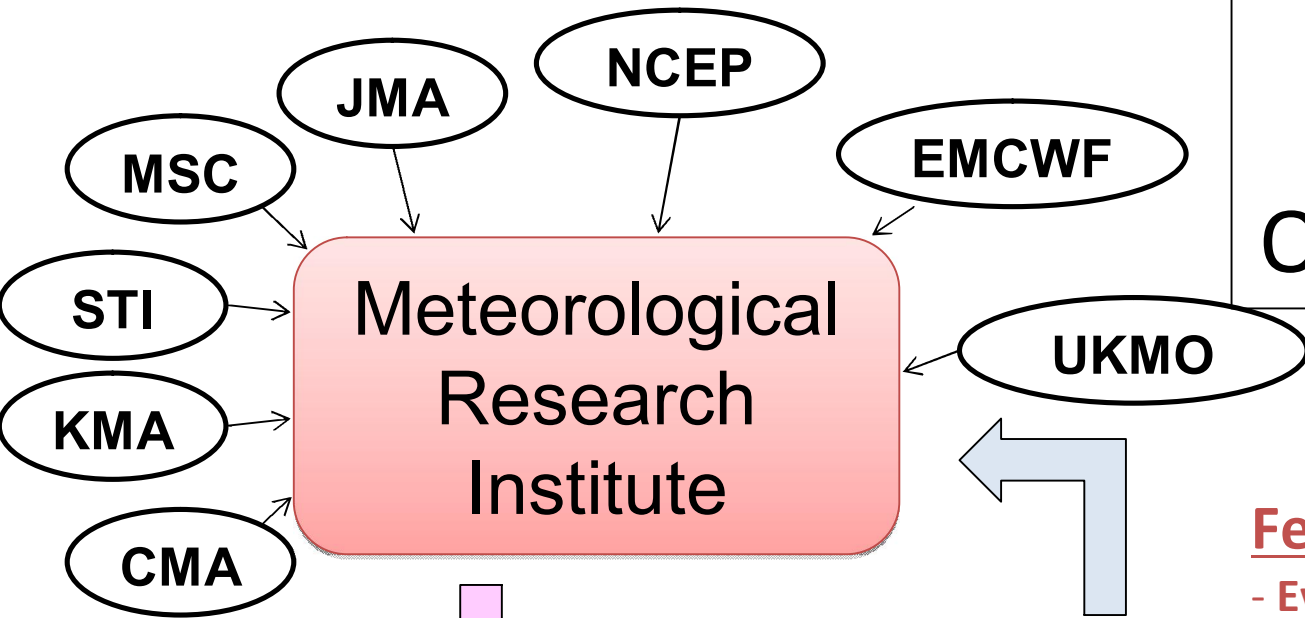 NCEP
JMA
EMCWF
MSC
STI
UKMO
KMA
CMA
Meteorological
Research
Institute